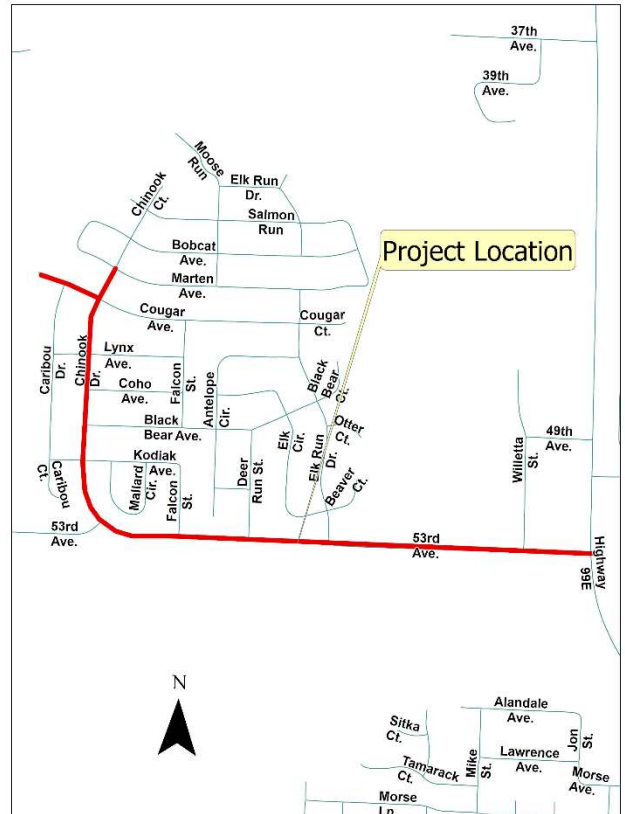 37th
Ave.
39th
Ave.
Moose
Run
Elk Run
Dr.
Chinook
Ct.
Salmon
Run
Bobcat
Ave.
Project Location
Marten
Ave.
Cougar
Ave.
Cougar
Ct.
Caribou
Dr.
Chinook
Dr.
Lynx
Ave.
Coho
Ave.
Falcon
St.
Antelope
Cir.
Black
Bear
Ct.
Black
Bear Ave.
Otter
Ct.
Elk
Cir.
Elk Run
Dr.
49th
Ave.
Willetta
St.
Caribou
Ct.
Kodiak
Ave.
Mallard
Cir.
Falcon
St.
Deer
Run St.
Beaver
Ct.
53rd
Ave.
53rd
Ave.
Highway
99E
N
Alandale
Ave.
Sitka
Ct.
Mike
St.
Lawrence
Ave.
Jon
St.
Tamarack
Ct.
Morse
Ave.
Morse
Ln.